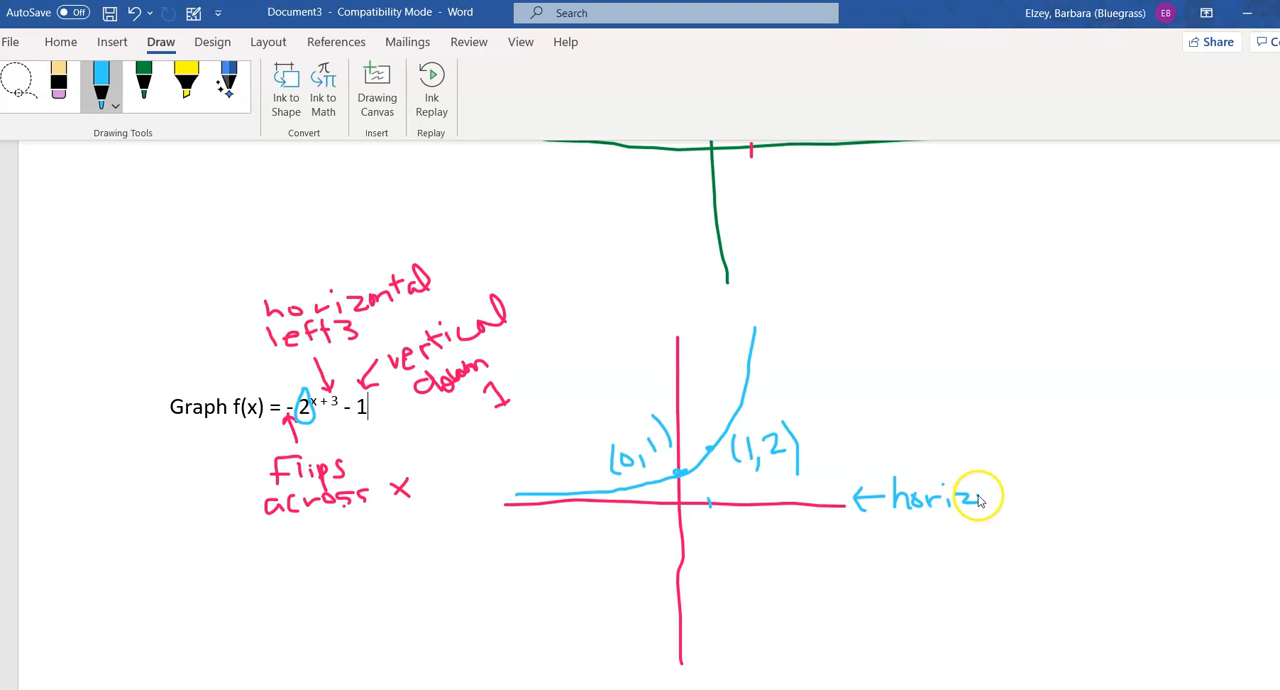 AutoSave Off Document3 - Compatibility Mode - Word Search Elzey, Barbara (Bluegrass) EB
File Home Insert Draw Design Layout References Mailings Review View Help Share Co
Ink to Shape
Ink to Math
Drawing Canvas
Ink Replay
Drawing Tools Convert Insert Replay
horizontal
left 3
vertical
down
1
Graph f(x) = - 2^{x + 3} - 1
Flips
across x
(0,1)
(1,2)
← horiz